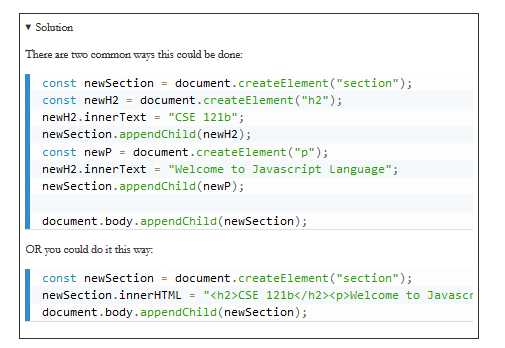 ▼ Solution
There are two common ways this could be done:
const newSection = document.createElement("section");
const newH2 = document.createElement("h2");
newH2.innerText = "CSE 121b";
newSection.appendChild(newH2);
const newP = document.createElement("p");
newH2.innerText = "Welcome to Javascript Language";
newSection.appendChild(newP);
document.body.appendChild(newSection);
OR you could do it this way:
const newSection = document.createElement("section");
newSection.innerHTML = "<h2>CSE 121b</h2><p>Welcome to Javascr
document.body.appendChild(newSection);